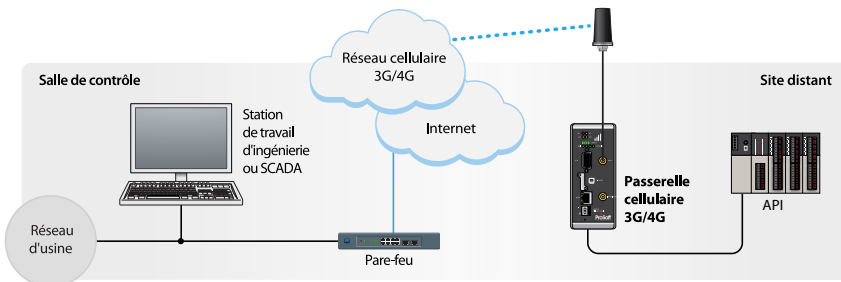 Salle de contrôle
Station
de travail
d'ingénierie
ou SCADA
Réseau
d'usine
Pare-feu
Réseau cellulaire
3G/4G
Internet
Site distant
Passerelle
cellulaire
3G/4G
ProSoft
API